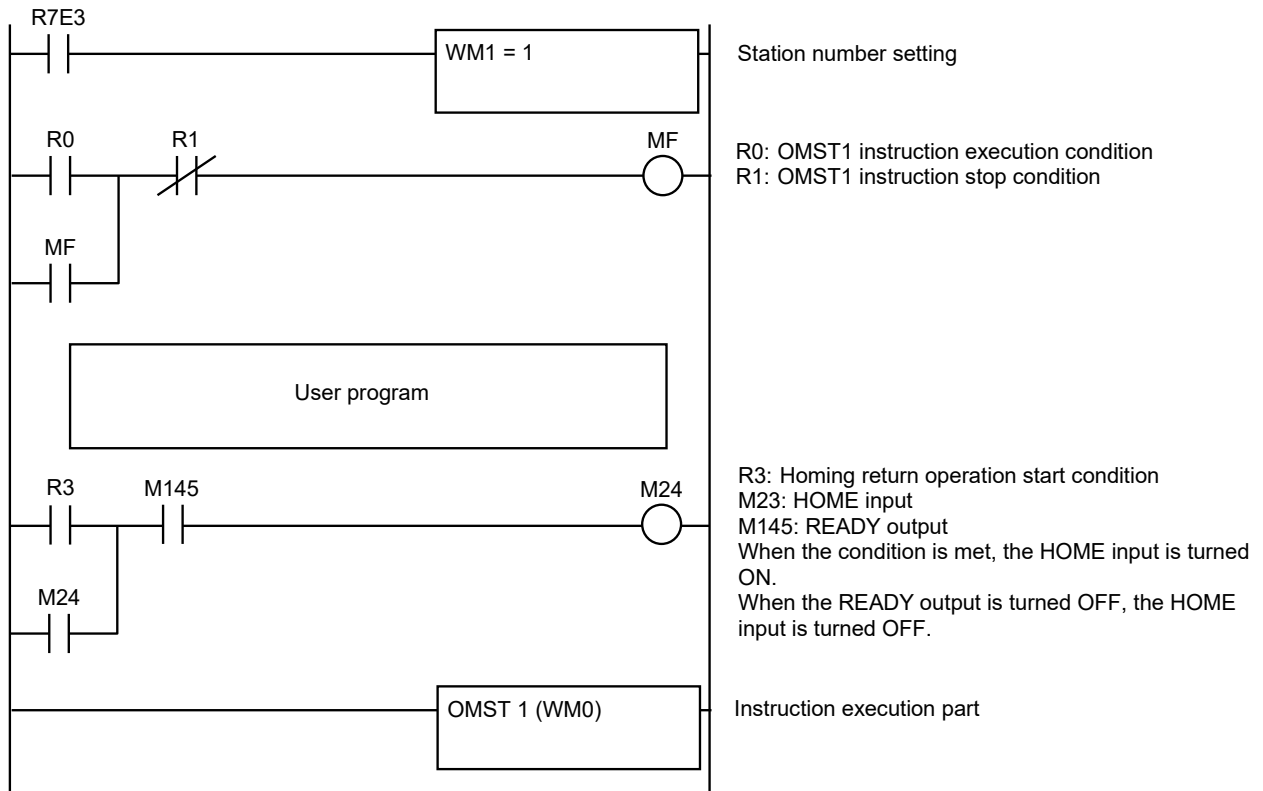 R7E3
WM1 = 1
Station number setting
R0
R1
MF
R0: OMST1 instruction execution condition
R1: OMST1 instruction stop condition
MF
User program
R3
M145
M24
R3: Homing return operation start condition
M23: HOME input
M145: READY output
When the condition is met, the HOME input is turned
ON.
When the READY output is turned OFF, the HOME
input is turned OFF.
M24
OMST 1 (WM0)
Instruction execution part